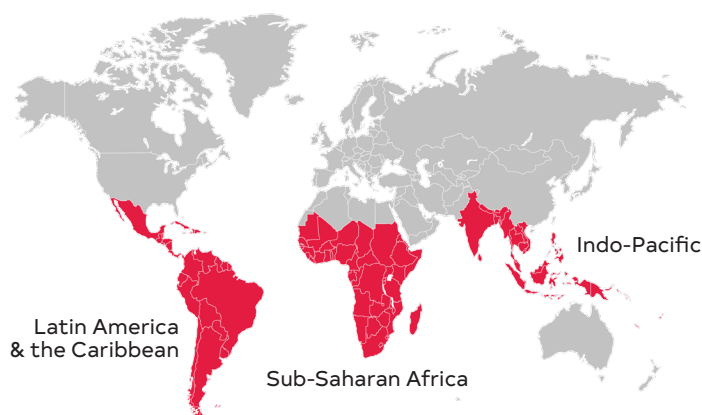 Indo-Pacific
Latin America
& the Caribbean
Sub-Saharan Africa